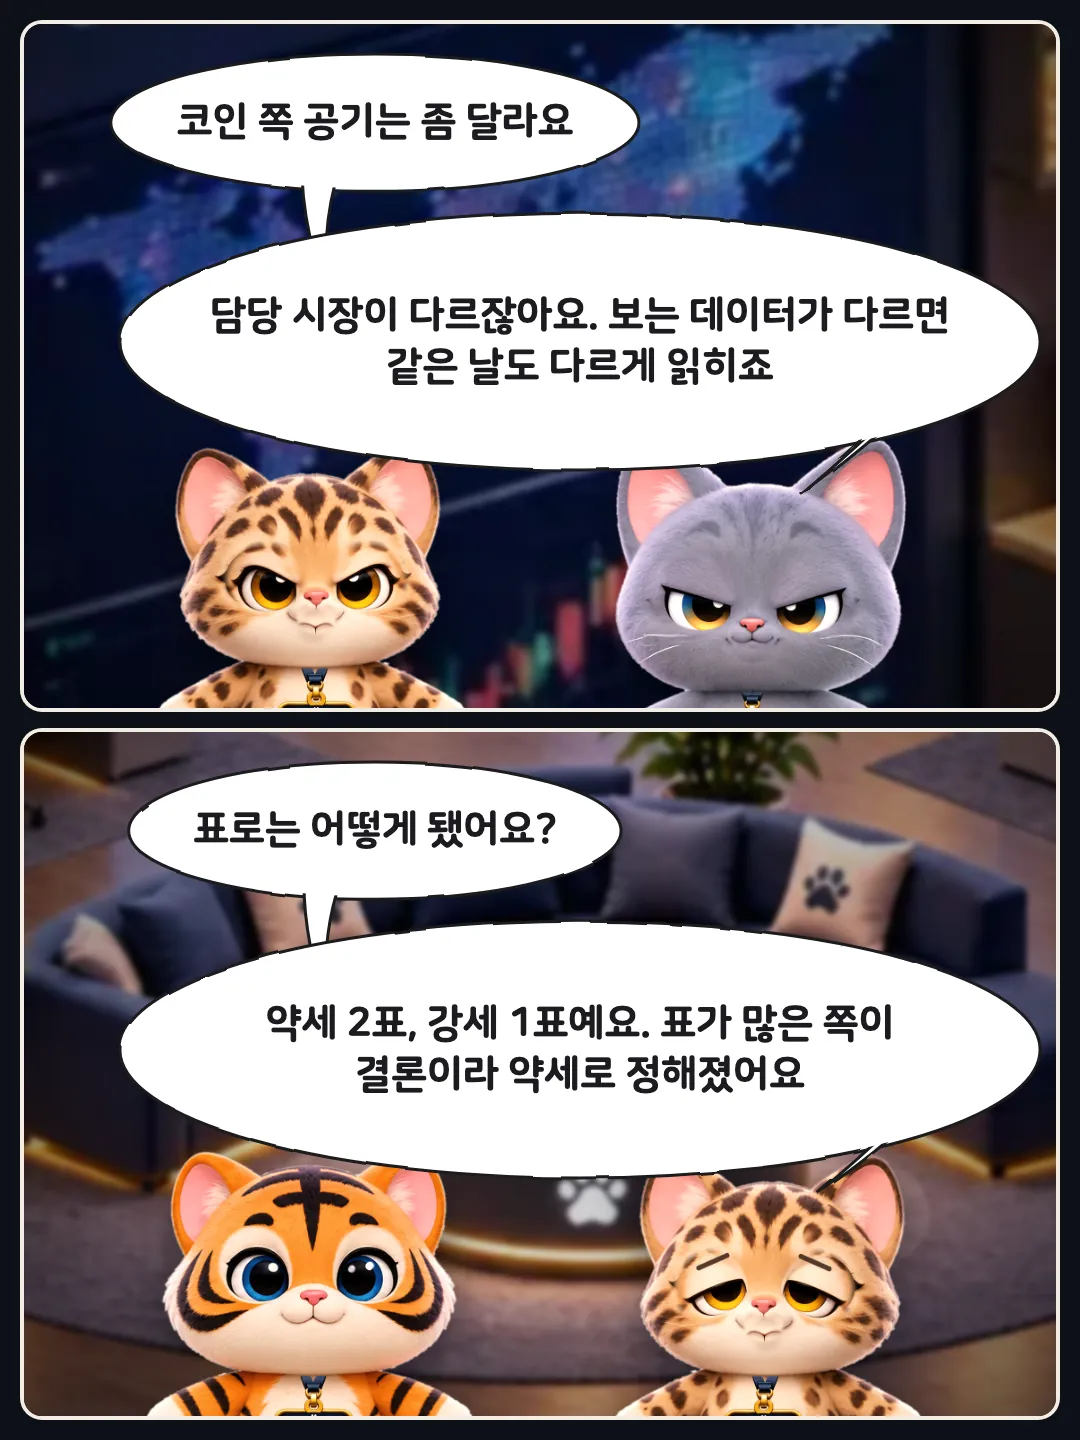 코인 쪽 공기는 좀 달라요
담당 시장이 다르잖아요. 보는 데이터가 다르면
같은 날도 다르게 읽히죠
표로는 어떻게 됐어요?
약세 2표, 강세 1표예요. 표가 많은 쪽이
결론이라 약세로 정해졌어요